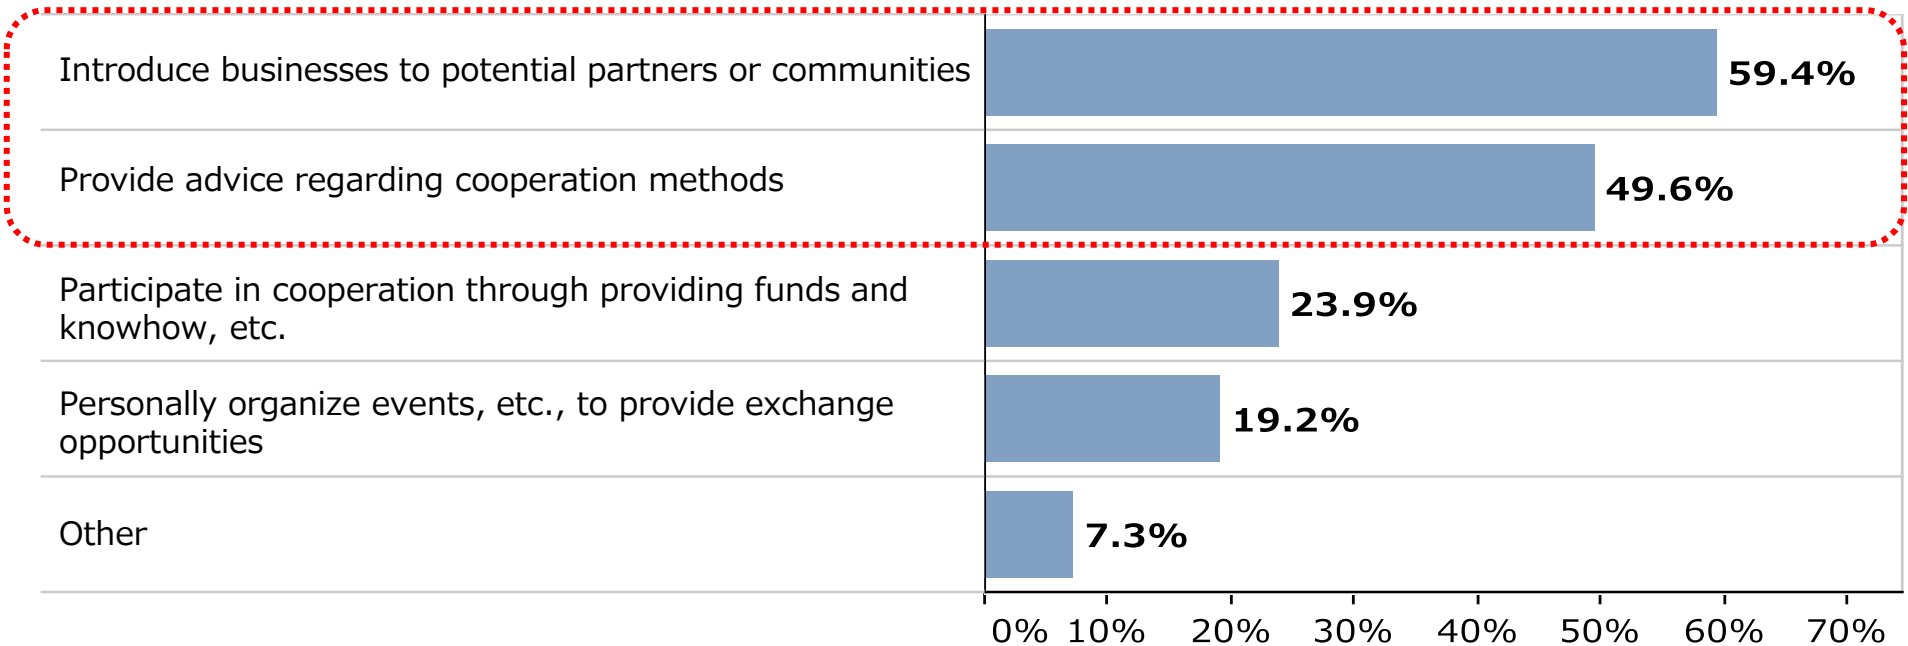 Introduce businesses to potential partners or communities
59.4%
Provide advice regarding cooperation methods
49.6%
Participate in cooperation through providing funds and
knowhow, etc.
23.9%
Personally organize events, etc., to provide exchange
opportunities
19.2%
Other
7.3%
0% 10% 20% 30% 40% 50% 60% 70%